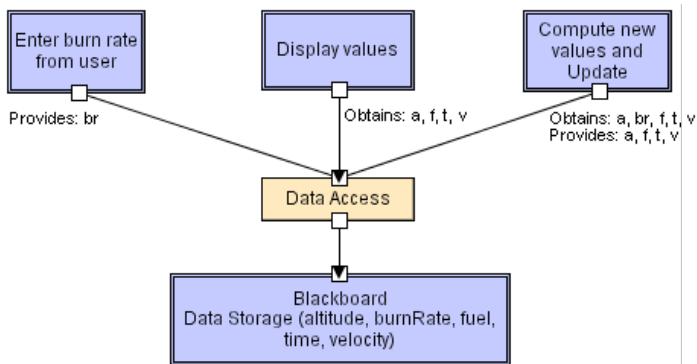 Enter burn rate
from user
Display values
Compute new
values and
Update
Provides: br
Obtains: a, f, t, v
Obtains: a, br, f, t, v
Provides: a, f, t, v
Data Access
Blackboard
Data Storage (altitude, burnRate, fuel,
time, velocity)